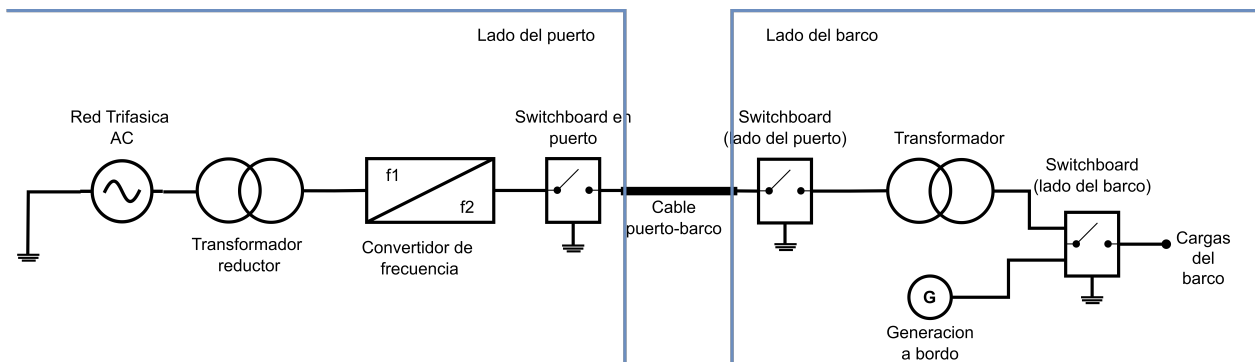 Lado del puerto
Lado del barco
Red Trifasica
AC
Switchboard en
puerto
Switchboard
(lado del puerto)
Transformador
Switchboard
(lado del barco)
f1
f2
Cable
puerto-barco
Transformador
reductor
Convertidor de
frecuencia
Cargas
del
barco
G
Generacion
a bordo